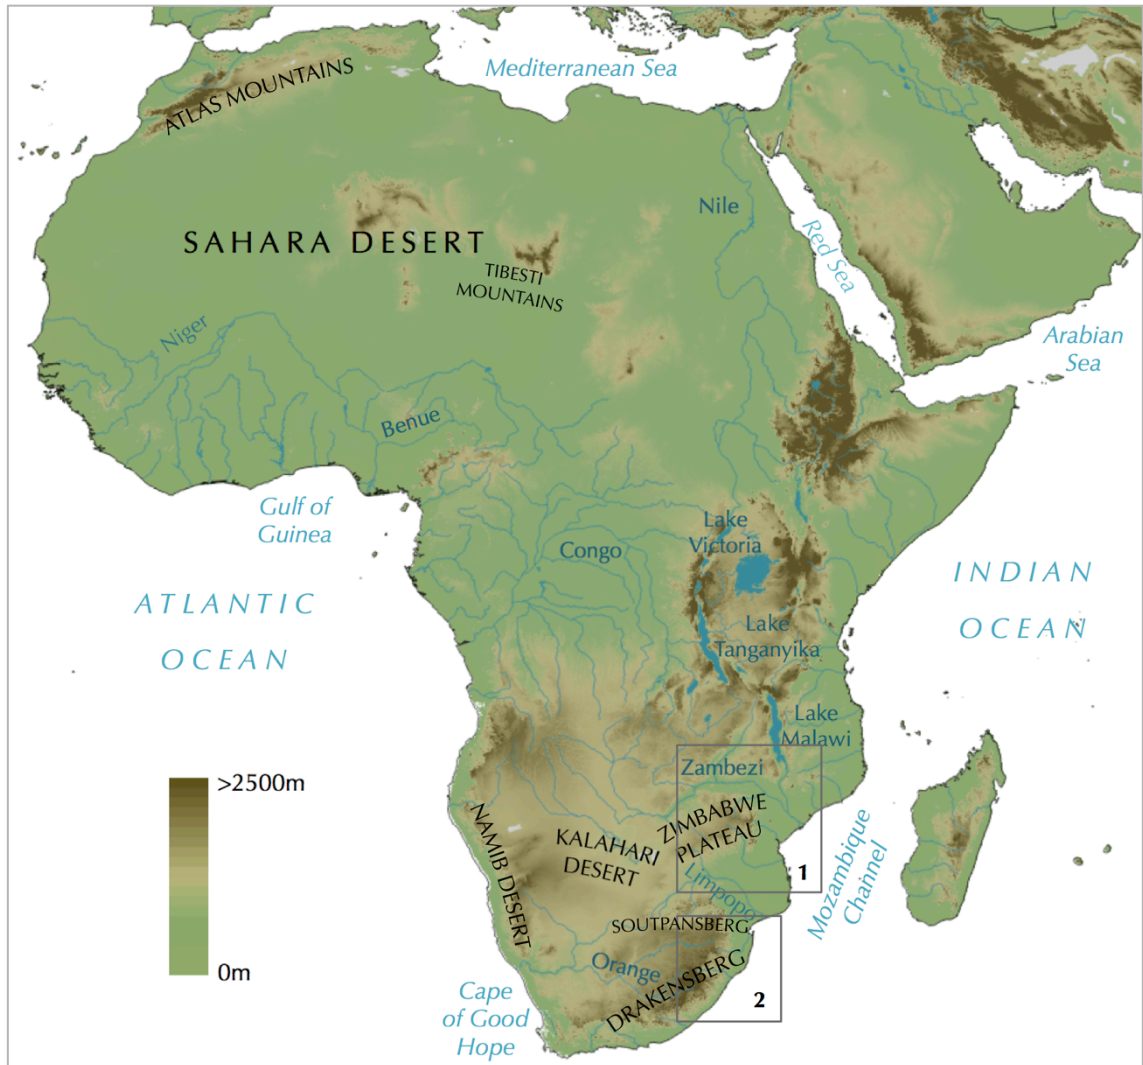 Mediterranean Sea
ATLAS MOUNTAINS
Nile
SAHARA DESERT
Red Sea
TIBESTI
MOUNTAINS
Niger
Arabian
Sea
Benue
Gulf of
Guinea
Lake
Victoria
Congo
INDIAN
OCEAN
ATLANTIC
OCEAN
Lake
Tanganyika
Lake
Malawi
Zambezi
>2500m
0m
NAMIB DESERT
KALAHARI
DESERT
ZIMBABWE
PLATEAU
1
Mozambique
Channel
Limpopo
SOUTPANSBERG
Orange
DRAKENSBERG
2
Cape
of Good
Hope